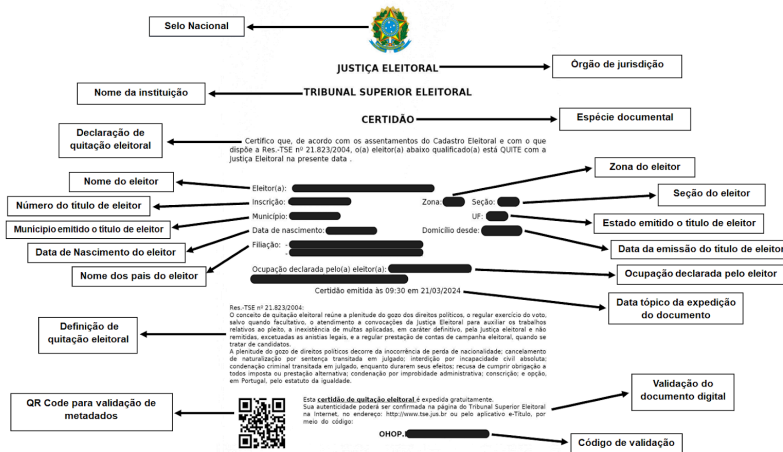 Selo Nacional
JUSTIÇA ELEITORAL
Órgão de jurisdição
Nome da instituição
TRIBUNAL SUPERIOR ELEITORAL
CERTIDÃO
Espécie documental
Declaração de
quitação eleitoral
Certifico que, de acordo com os assentamentos do Cadastro Eleitoral e com o que
dispõe a Res.-TSE nº 21.823/2004, o(a) eleitor(a) abaixo qualificado(a) está QUITE com a
Justiça Eleitoral na presente data .
Zona do eleitor
Nome do eleitor
Eleitor(a):
Seção do eleitor
Número do titulo de eleitor
Inscrição:
Zona:
Seção:
Municipio emitido o titulo de eleitor
Município:
UF:
Estado emitido o titulo de eleitor
Data de Nascimento do eleitor
Data de nascimento:
Domicílio desde:
Data da emissão do titulo de eleitor
Nome dos pais do eleitor
Filiação: -
-
Ocupação declarada pelo(a) eleitor(a):
Ocupação declarada pelo eleitor
Certidão emitida às 09:30 em 21/03/2024
Data tópica da expedição
do documento
Definição de
quitação eleitoral
Res.-TSE nº 21.823/2004:
O conceito de quitação eleitoral reúne a plenitude do gozo dos direitos políticos, o regular exercício do voto,
salvo quando facultativo, o atendimento a convocações da Justiça Eleitoral para auxiliar os trabalhos
relativos ao pleito, a inexistência de multas aplicadas, em caráter definitivo, pela Justiça eleitoral e não
remitidas, excetuadas as anistias legais, e a regular prestação de contas de campanha eleitoral, quando se
tratar de candidatos.
A plenitude do gozo de direitos políticos decorre da inocorrência de perda de nacionalidade; cancelamento
de naturalização por sentença transitada em julgado; interdição por incapacidade civil absoluta;
condenação criminal transitada em julgado, enquanto durarem seus efeitos; recusa de cumprir obrigação a
todos imposta ou prestação alternativa; condenação por improbidade administrativa; conscrição; e opção,
em Portugal, pelo estatuto da igualdade.
Validação do
documento digital
QR Code para validação de
metadados
Esta certidão de quitação eleitoral é expedida gratuitamente.
Sua autenticidade poderá ser confirmada na página do Tribunal Superior Eleitoral
na Internet, no endereço: http://www.tse.jus.br ou pelo aplicativo e-Título, por
meio do código:
OHOP.
Código de validação